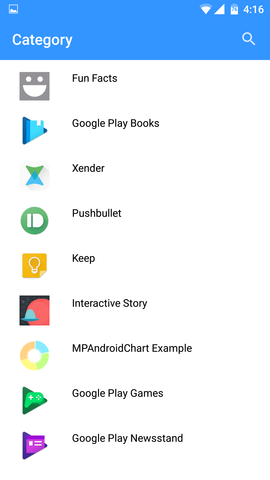 4:16
Category
Fun Facts
Google Play Books
Xender
Pushbullet
Keep
Interactive Story
MPAndroidChart Example
Google Play Games
Google Play Newsstand